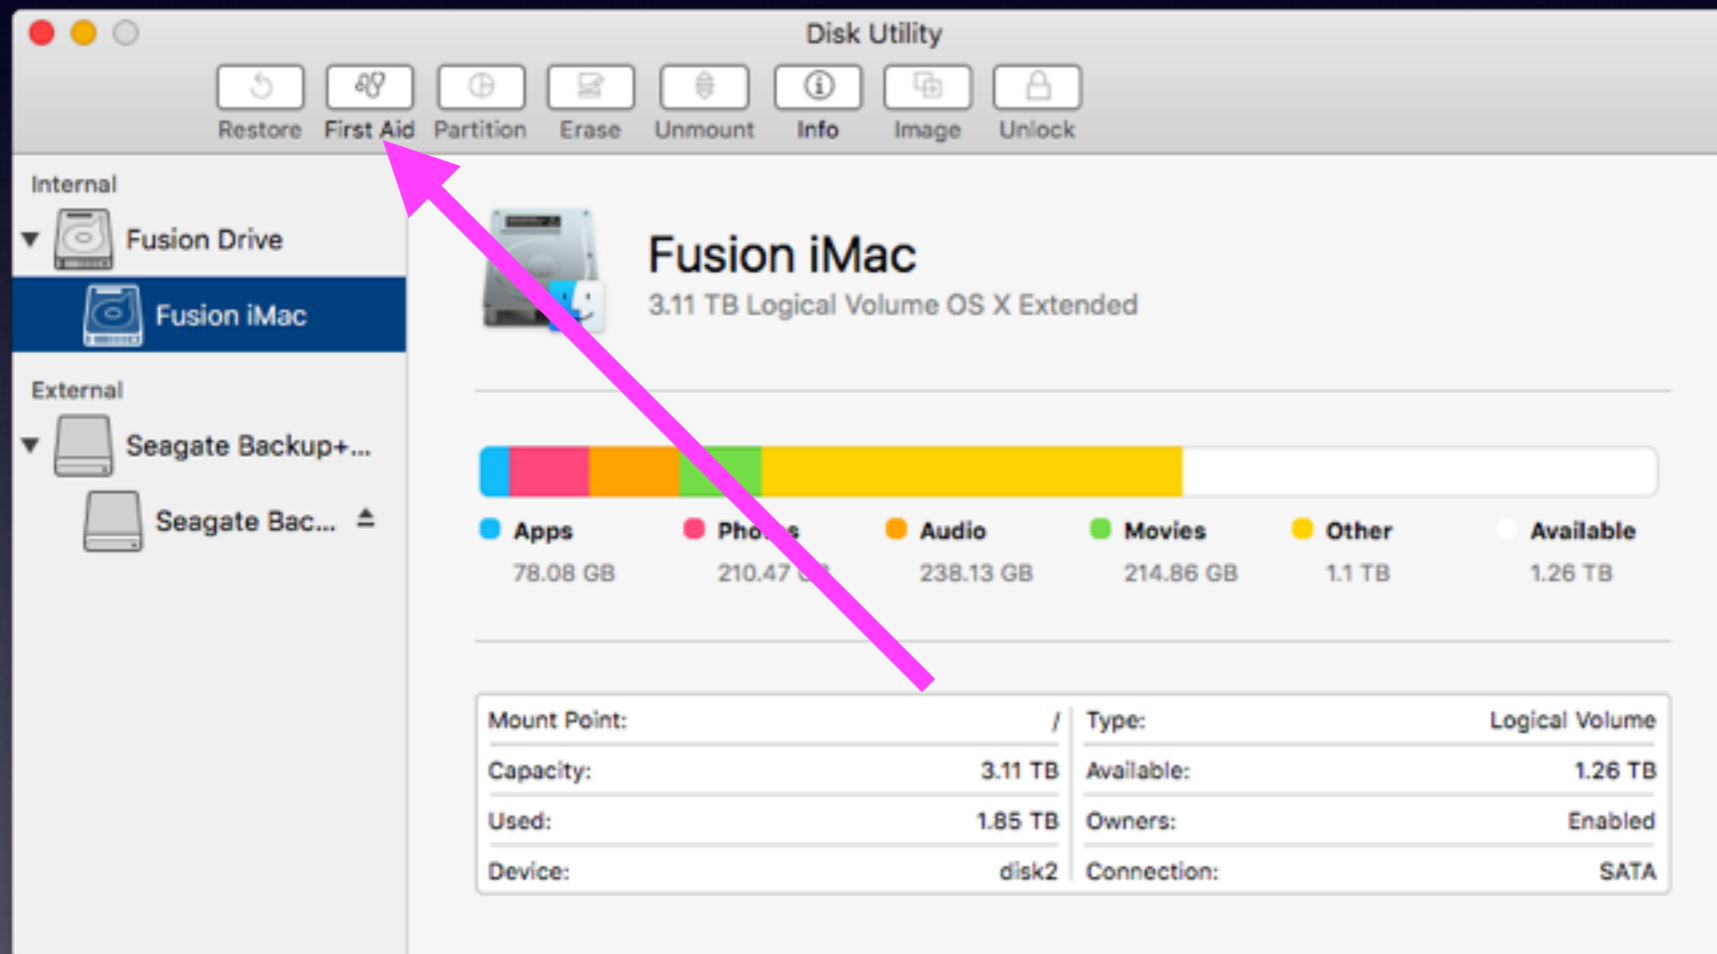 Disk Utility
Restore First Aid Partition Erase Unmount Info Image Unlock
Internal
Fusion Drive
Fusion iMac
External
Seagate Backup+...
Seagate Bac...
Fusion iMac
3.11 TB Logical Volume OS X Extended
Apps Audio Movies Other Available
78.08 GB 210.47 238.13 GB 214.86 GB 1.1 TB 1.26 TB
Mount Point: / Type: Logical Volume
Capacity: 3.11 TB Available: 1.26 TB
Used: 1.85 TB Owners: Enabled
Device: disk2 Connection: SATA